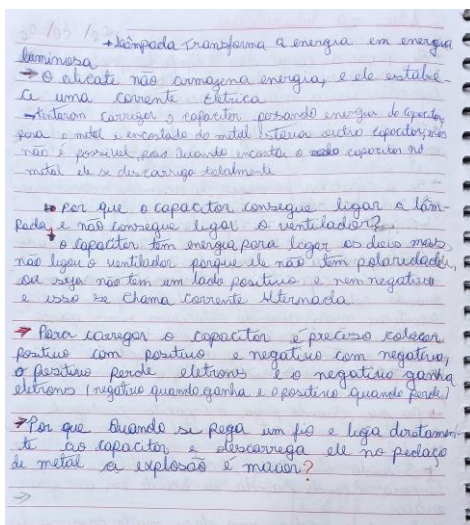 20 /05 /22
→ Lâmpada transforma a energia em energia
luminosa
→ o alicate não armazena energia, e ele estabele-
ce uma corrente Elétrica
→ tentaram carregar o capacitor passando energia do capacitor
para o metal e encostado do metal outro capacitor, mas
não é possível, pois quando encosta o capacitor no
metal ele se descarrega totalmente
↳ Por que o capacitor consegue ligar a lâm-
pada e não consegue ligar o ventilador?
↳ o capacitor tem energia para ligar os dois mas,
não ligou o ventilador porque ele não tem polaridade,
ou seja não tem um lado positivo e nem negativo
e isso se chama corrente Alternada
→ Para carregar o capacitor é preciso colocar
positivo com positivo e negativo com negativo,
o positivo perde eletrons e o negativo ganha
eletrons (negativo quando ganha e o positivo quando perde)
→ Por que Quando se pega um fio e liga diretamen-
te ao capacitor e descarrega ele no pedaço
de metal a explosão é maior?
→